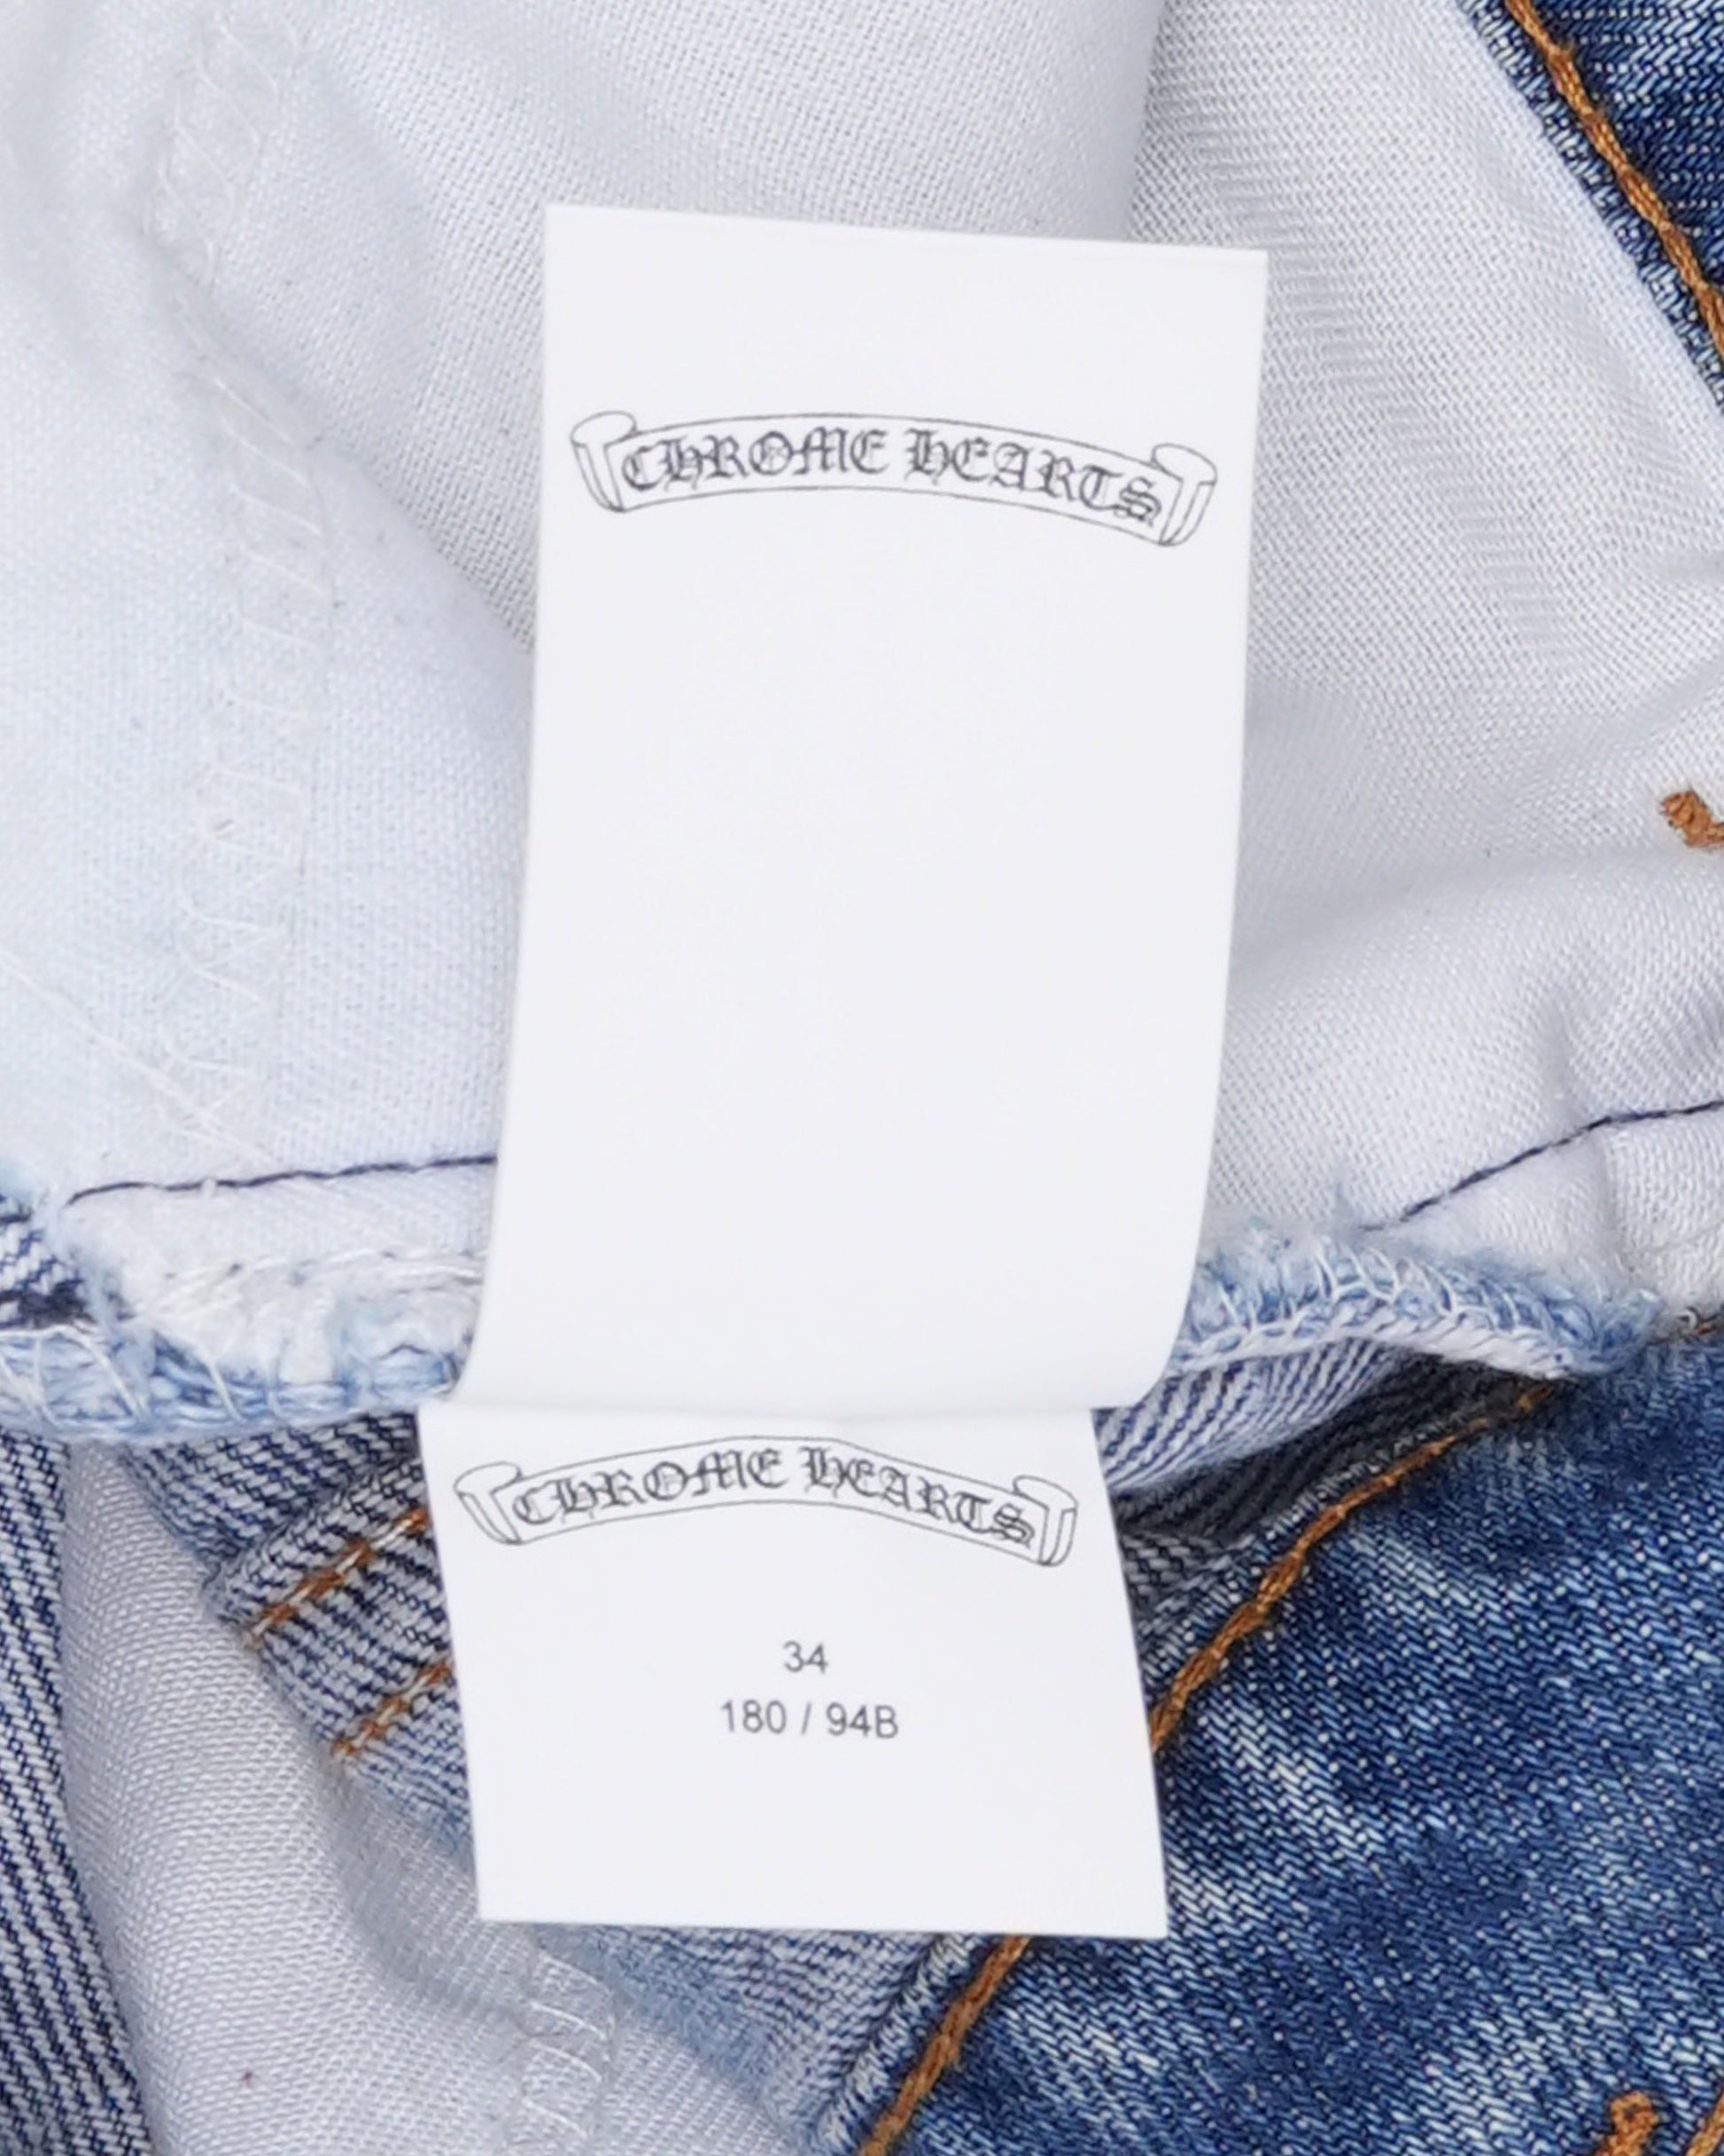 CHROME HEARTS
CHROME HEARTS
34
180 / 94B